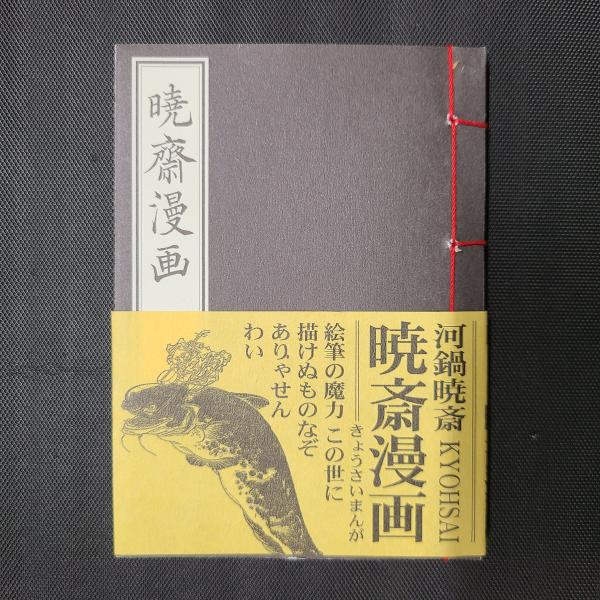 暁齋漫画
河鍋暁斎 KYOHSAI
暁斎漫画
きょうさいまんが
絵筆の魔力 この世に
描けぬものなぞ
ありゃせん
わい